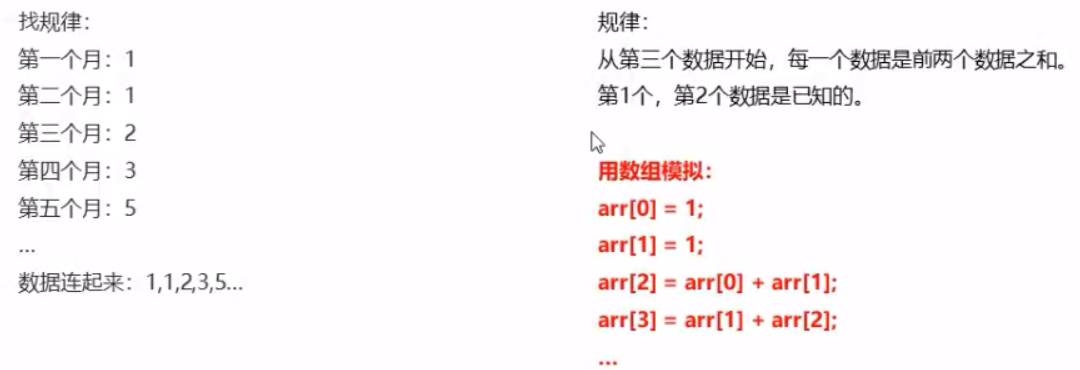 找规律：
第一个月：1
第二个月：1
第三个月：2
第四个月：3
第五个月：5
...
数据连起来：1,1,2,3,5...
规律：
从第三个数据开始，每一个数据是前两个数据之和。
第1个，第2个数据是已知的。
用数组模拟：
arr[0] = 1;
arr[1] = 1;
arr[2] = arr[0] + arr[1];
arr[3] = arr[1] + arr[2];
...